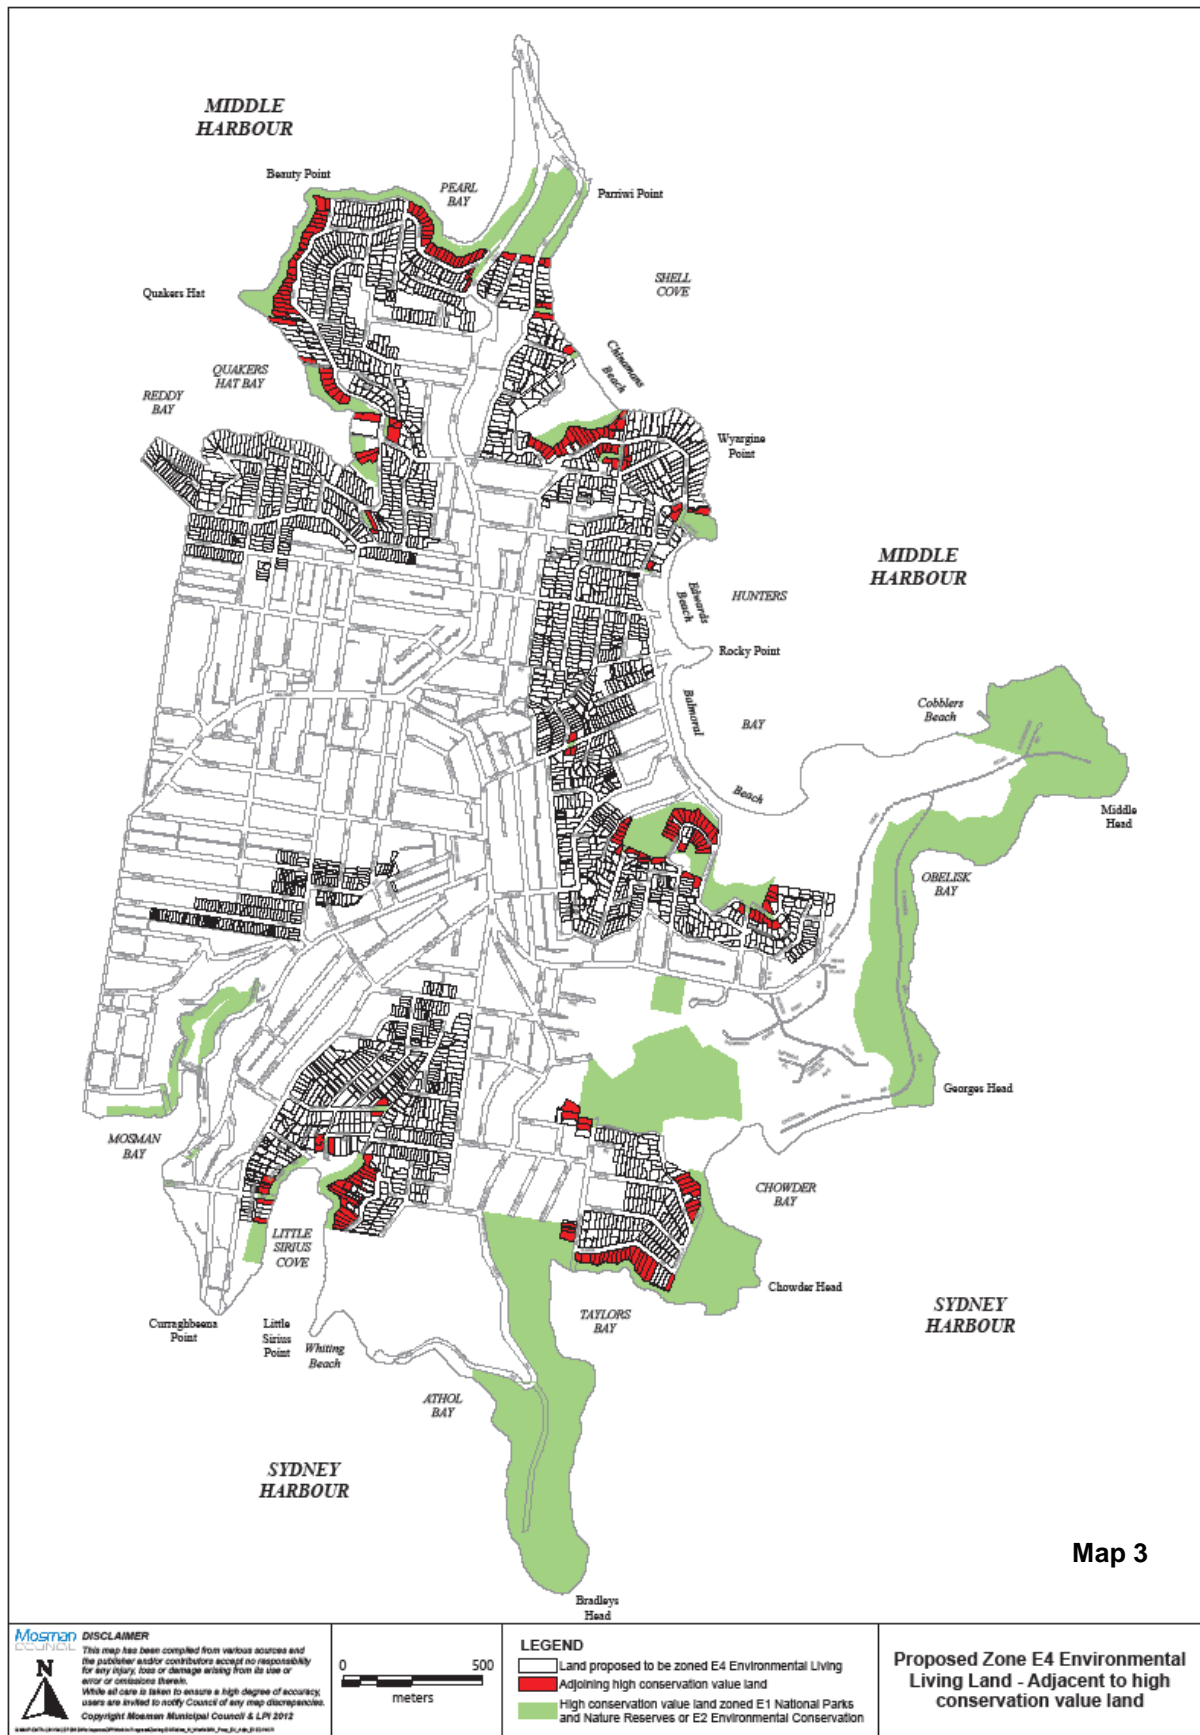 MIDDLE
HARBOUR
Beauty Point
PEARL
BAY
Parriwi Point
SHELL
COVE
Quakers Hat
Chinamans
Beach
QUAKERS
HAT BAY
REDDY
BAY
Wyargine
Point
MIDDLE
HARBOUR
Edwards
Beach
HUNTERS
Rocky Point
Balmoral
BAY
Beach
Cobblers
Beach
Middle
Head
OBELISK
BAY
Georges Head
MOSMAN
BAY
CHOWDER
BAY
LITTLE
SIRIUS
COVE
Chowder Head
Curraghbeena
Point
Little
Sirius
Point
Whiting
Beach
TAYLORS
BAY
SYDNEY
HARBOUR
ATHOL
BAY
SYDNEY
HARBOUR
Map 3
Bradleys
Head
Mosman
COUNCIL
DISCLAIMER
This map has been compiled from various sources and
the publisher and/or contributors accept no responsibility
for any injury, loss or damage arising from its use or
error or omissions therein.
While all care is taken to ensure a high degree of accuracy,
users are invited to notify Council of any map discrepancies.
Copyright Mosman Municipal Council & LPI 2012
N
0 500
meters
LEGEND
Land proposed to be zoned E4 Environmental Living
Adjoining high conservation value land
High conservation value land zoned E1 National Parks
and Nature Reserves or E2 Environmental Conservation
Proposed Zone E4 Environmental
Living Land - Adjacent to high
conservation value land